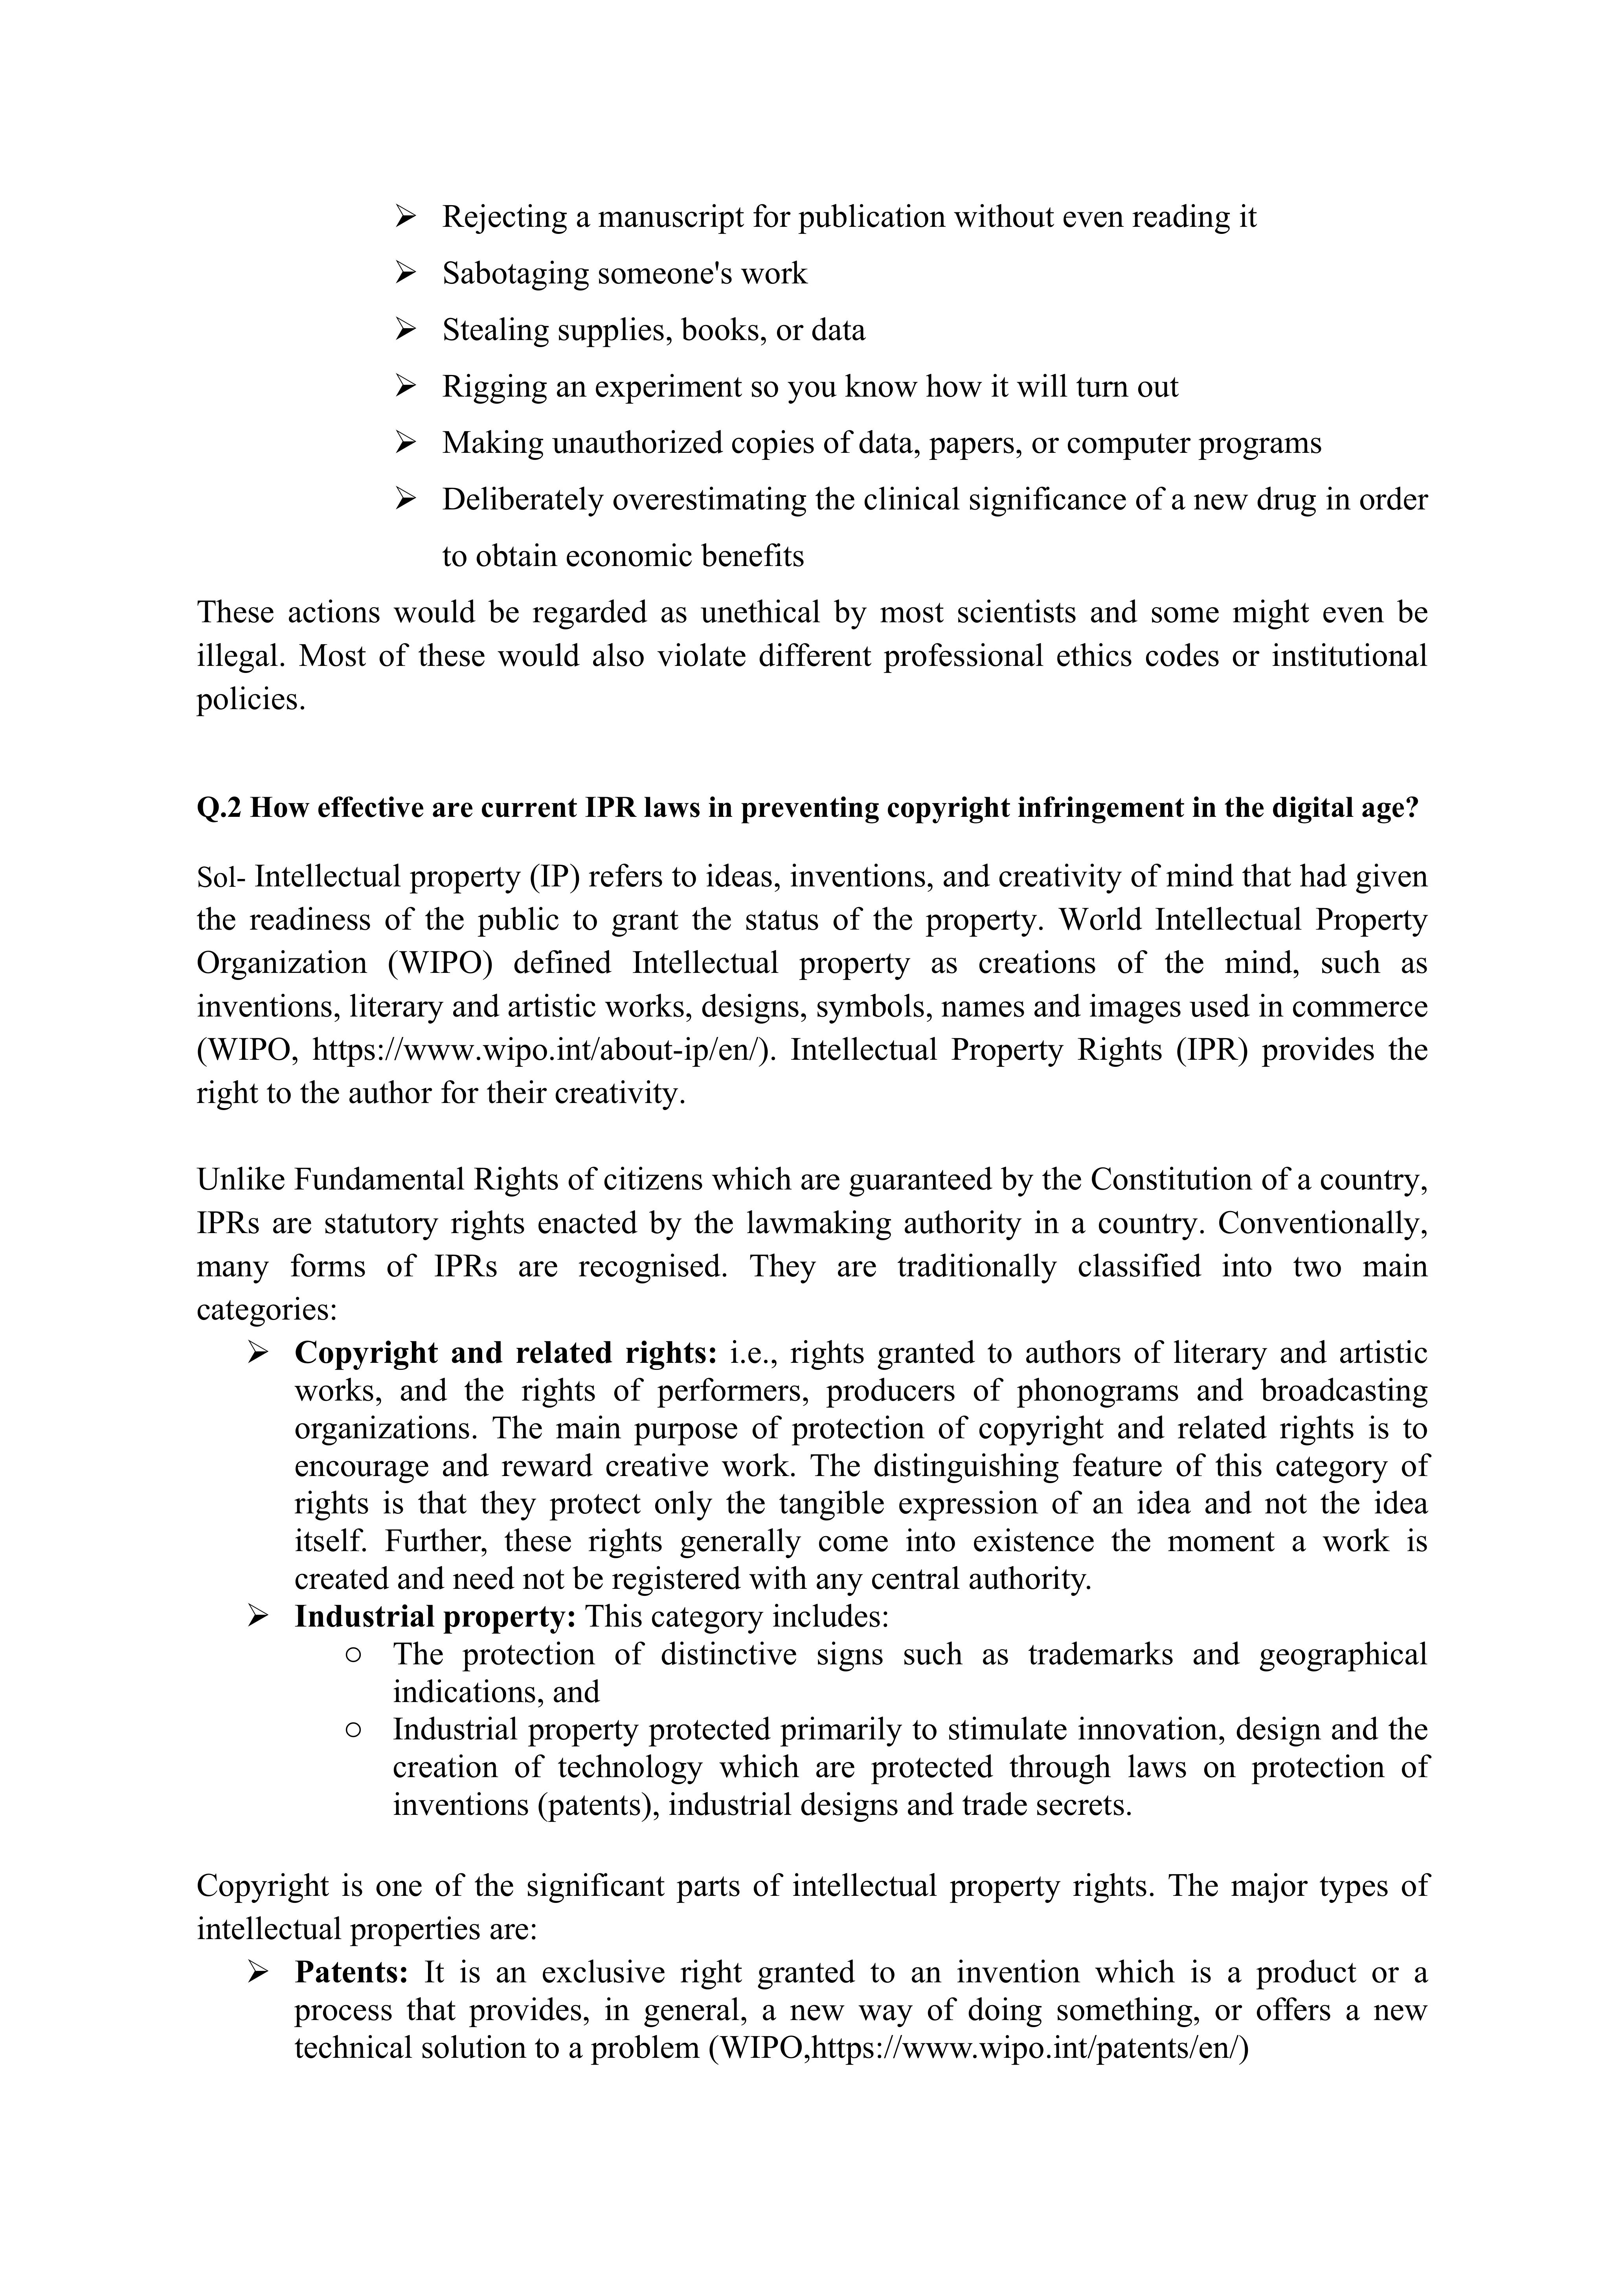 ➢ Rejecting a manuscript for publication without even reading it
➢ Sabotaging someone's work
➢ Stealing supplies, books, or data
➢ Rigging an experiment so you know how it will turn out
➢ Making unauthorized copies of data, papers, or computer programs
➢ Deliberately overestimating the clinical significance of a new drug in order
to obtain economic benefits
These actions would be regarded as unethical by most scientists and some might even be
illegal. Most of these would also violate different professional ethics codes or institutional
policies.
Q.2 How effective are current IPR laws in preventing copyright infringement in the digital age?
Sol- Intellectual property (IP) refers to ideas, inventions, and creativity of mind that had given
the readiness of the public to grant the status of the property. World Intellectual Property
Organization (WIPO) defined Intellectual property as creations of the mind, such as
inventions, literary and artistic works, designs, symbols, names and images used in commerce
(WIPO, https://www.wipo.int/about-ip/en/). Intellectual Property Rights (IPR) provides the
right to the author for their creativity.
Unlike Fundamental Rights of citizens which are guaranteed by the Constitution of a country,
IPRs are statutory rights enacted by the lawmaking authority in a country. Conventionally,
many forms of IPRs are recognised. They are traditionally classified into two main
categories:
➢ Copyright and related rights: i.e., rights granted to authors of literary and artistic
works, and the rights of performers, producers of phonograms and broadcasting
organizations. The main purpose of protection of copyright and related rights is to
encourage and reward creative work. The distinguishing feature of this category of
rights is that they protect only the tangible expression of an idea and not the idea
itself. Further, these rights generally come into existence the moment a work is
created and need not be registered with any central authority.
➢ Industrial property: This category includes:
○ The protection of distinctive signs such as trademarks and geographical
indications, and
○ Industrial property protected primarily to stimulate innovation, design and the
creation of technology which are protected through laws on protection of
inventions (patents), industrial designs and trade secrets.
Copyright is one of the significant parts of intellectual property rights. The major types of
intellectual properties are:
➢ Patents: It is an exclusive right granted to an invention which is a product or a
process that provides, in general, a new way of doing something, or offers a new
technical solution to a problem (WIPO,https://www.wipo.int/patents/en/)